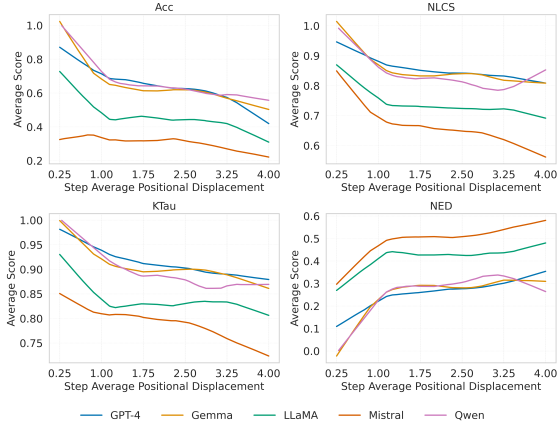 Acc
Average Score
1.0
0.8
0.6
0.4
0.2
0.25 1.00 1.75 2.50 3.25 4.00
Step Average Positional Displacement
NLCS
Average Score
1.0
0.9
0.8
0.7
0.6
0.25 1.00 1.75 2.50 3.25 4.00
Step Average Positional Displacement
KTau
Average Score
1.00
0.95
0.90
0.85
0.80
0.75
0.25 1.00 1.75 2.50 3.25 4.00
Step Average Positional Displacement
NED
Average Score
0.6
0.5
0.4
0.3
0.2
0.1
0.0
0.25 1.00 1.75 2.50 3.25 4.00
Step Average Positional Displacement
GPT-4 Gemma LLaMA Mistral Qwen